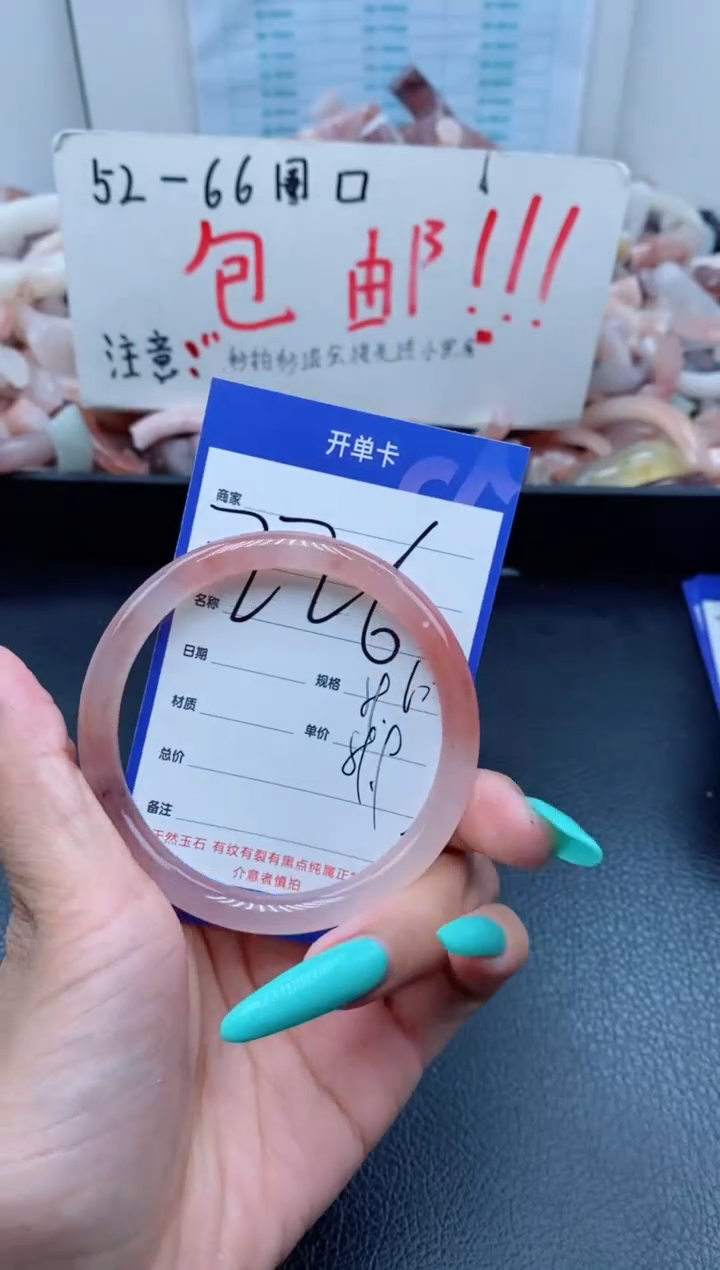 52-66圈口
包邮!!!
注意:
开单卡
商家
226
名称
日期
规格
材质
单价
总价
备注
天然玉石 有纹有裂有黑点纯属正
介意者慎拍